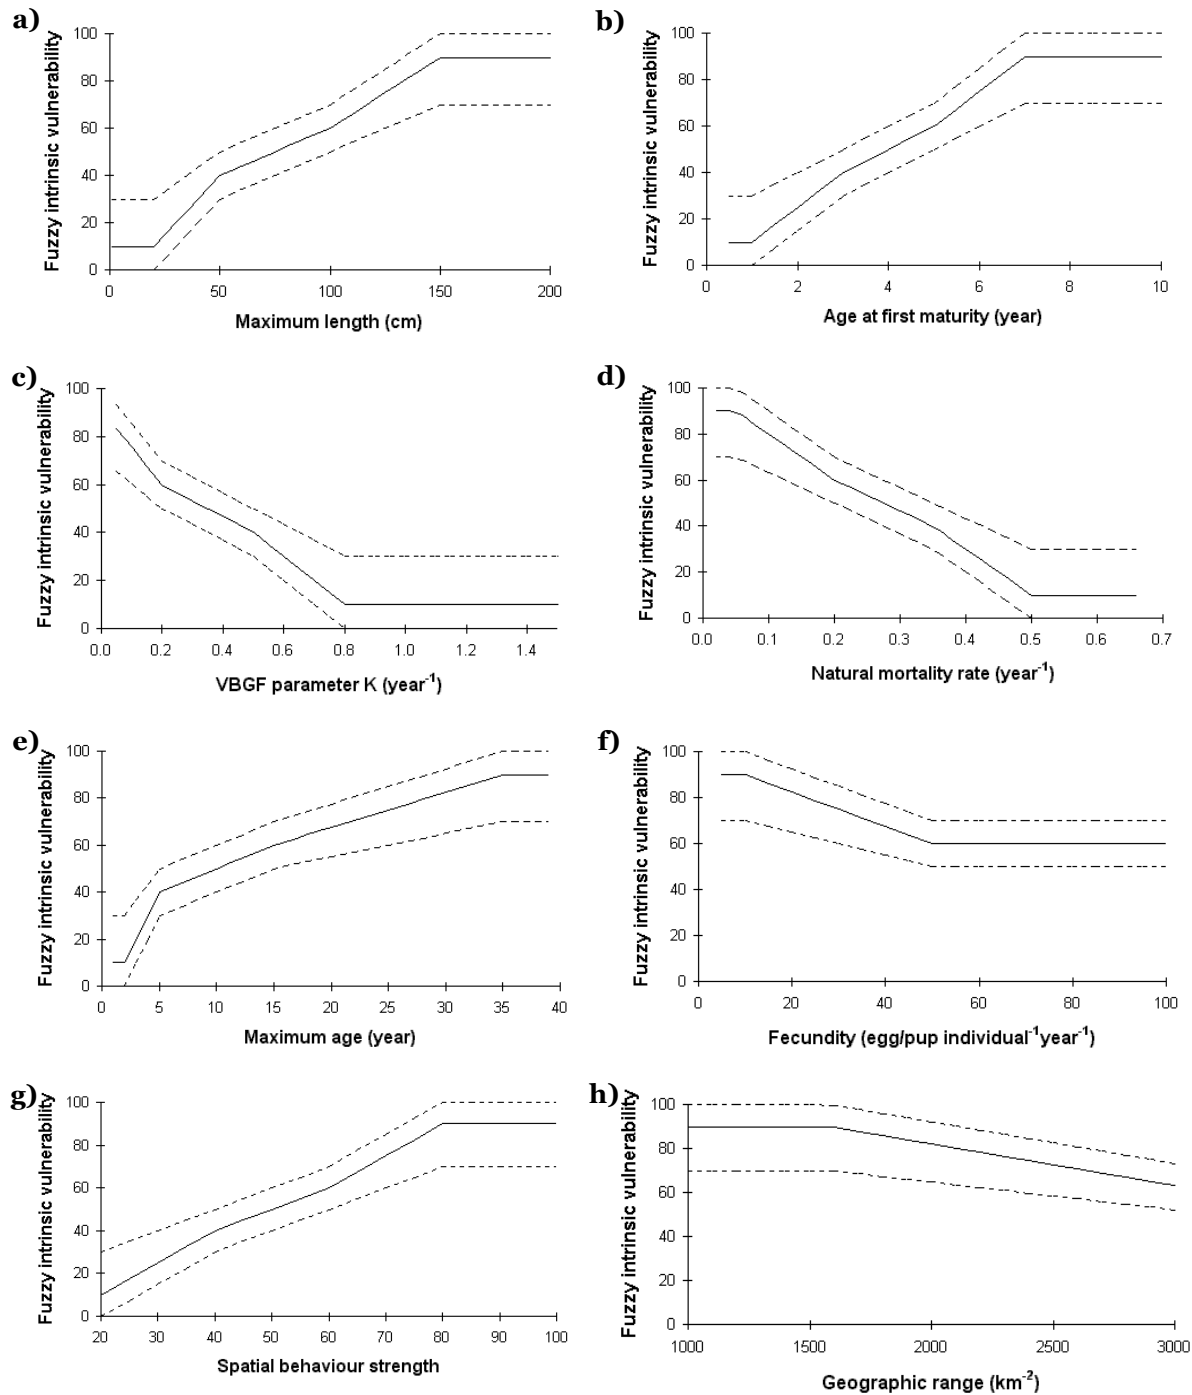 a)
Fuzzy intrinsic vulnerability
100
80
60
40
20
0
0 50 100 150 200
Maximum length (cm)
b)
Fuzzy intrinsic vulnerability
100
80
60
40
20
0
0 2 4 6 8 10
Age at first maturity (year)
c)
Fuzzy intrinsic vulnerability
100
80
60
40
20
0
0.0 0.2 0.4 0.6 0.8 1.0 1.2 1.4
VBGF parameter K (year⁻¹)
d)
Fuzzy intrinsic vulnerability
100
80
60
40
20
0
0.0 0.1 0.2 0.3 0.4 0.5 0.6 0.7
Natural mortality rate (year⁻¹)
e)
Fuzzy intrinsic vulnerability
100
80
60
40
20
0
0 5 10 15 20 25 30 35 40
Maximum age (year)
f)
Fuzzy intrinsic vulnerability
100
80
60
40
20
0
0 20 40 60 80 100
Fecundity (egg/pup individual⁻¹year⁻¹)
g)
Fuzzy intrinsic vulnerability
100
80
60
40
20
0
20 30 40 50 60 70 80 90 100
Spatial behaviour strength
h)
Fuzzy intrinsic vulnerability
100
80
60
40
20
0
1000 1500 2000 2500 3000
Geographic range (km⁻²)